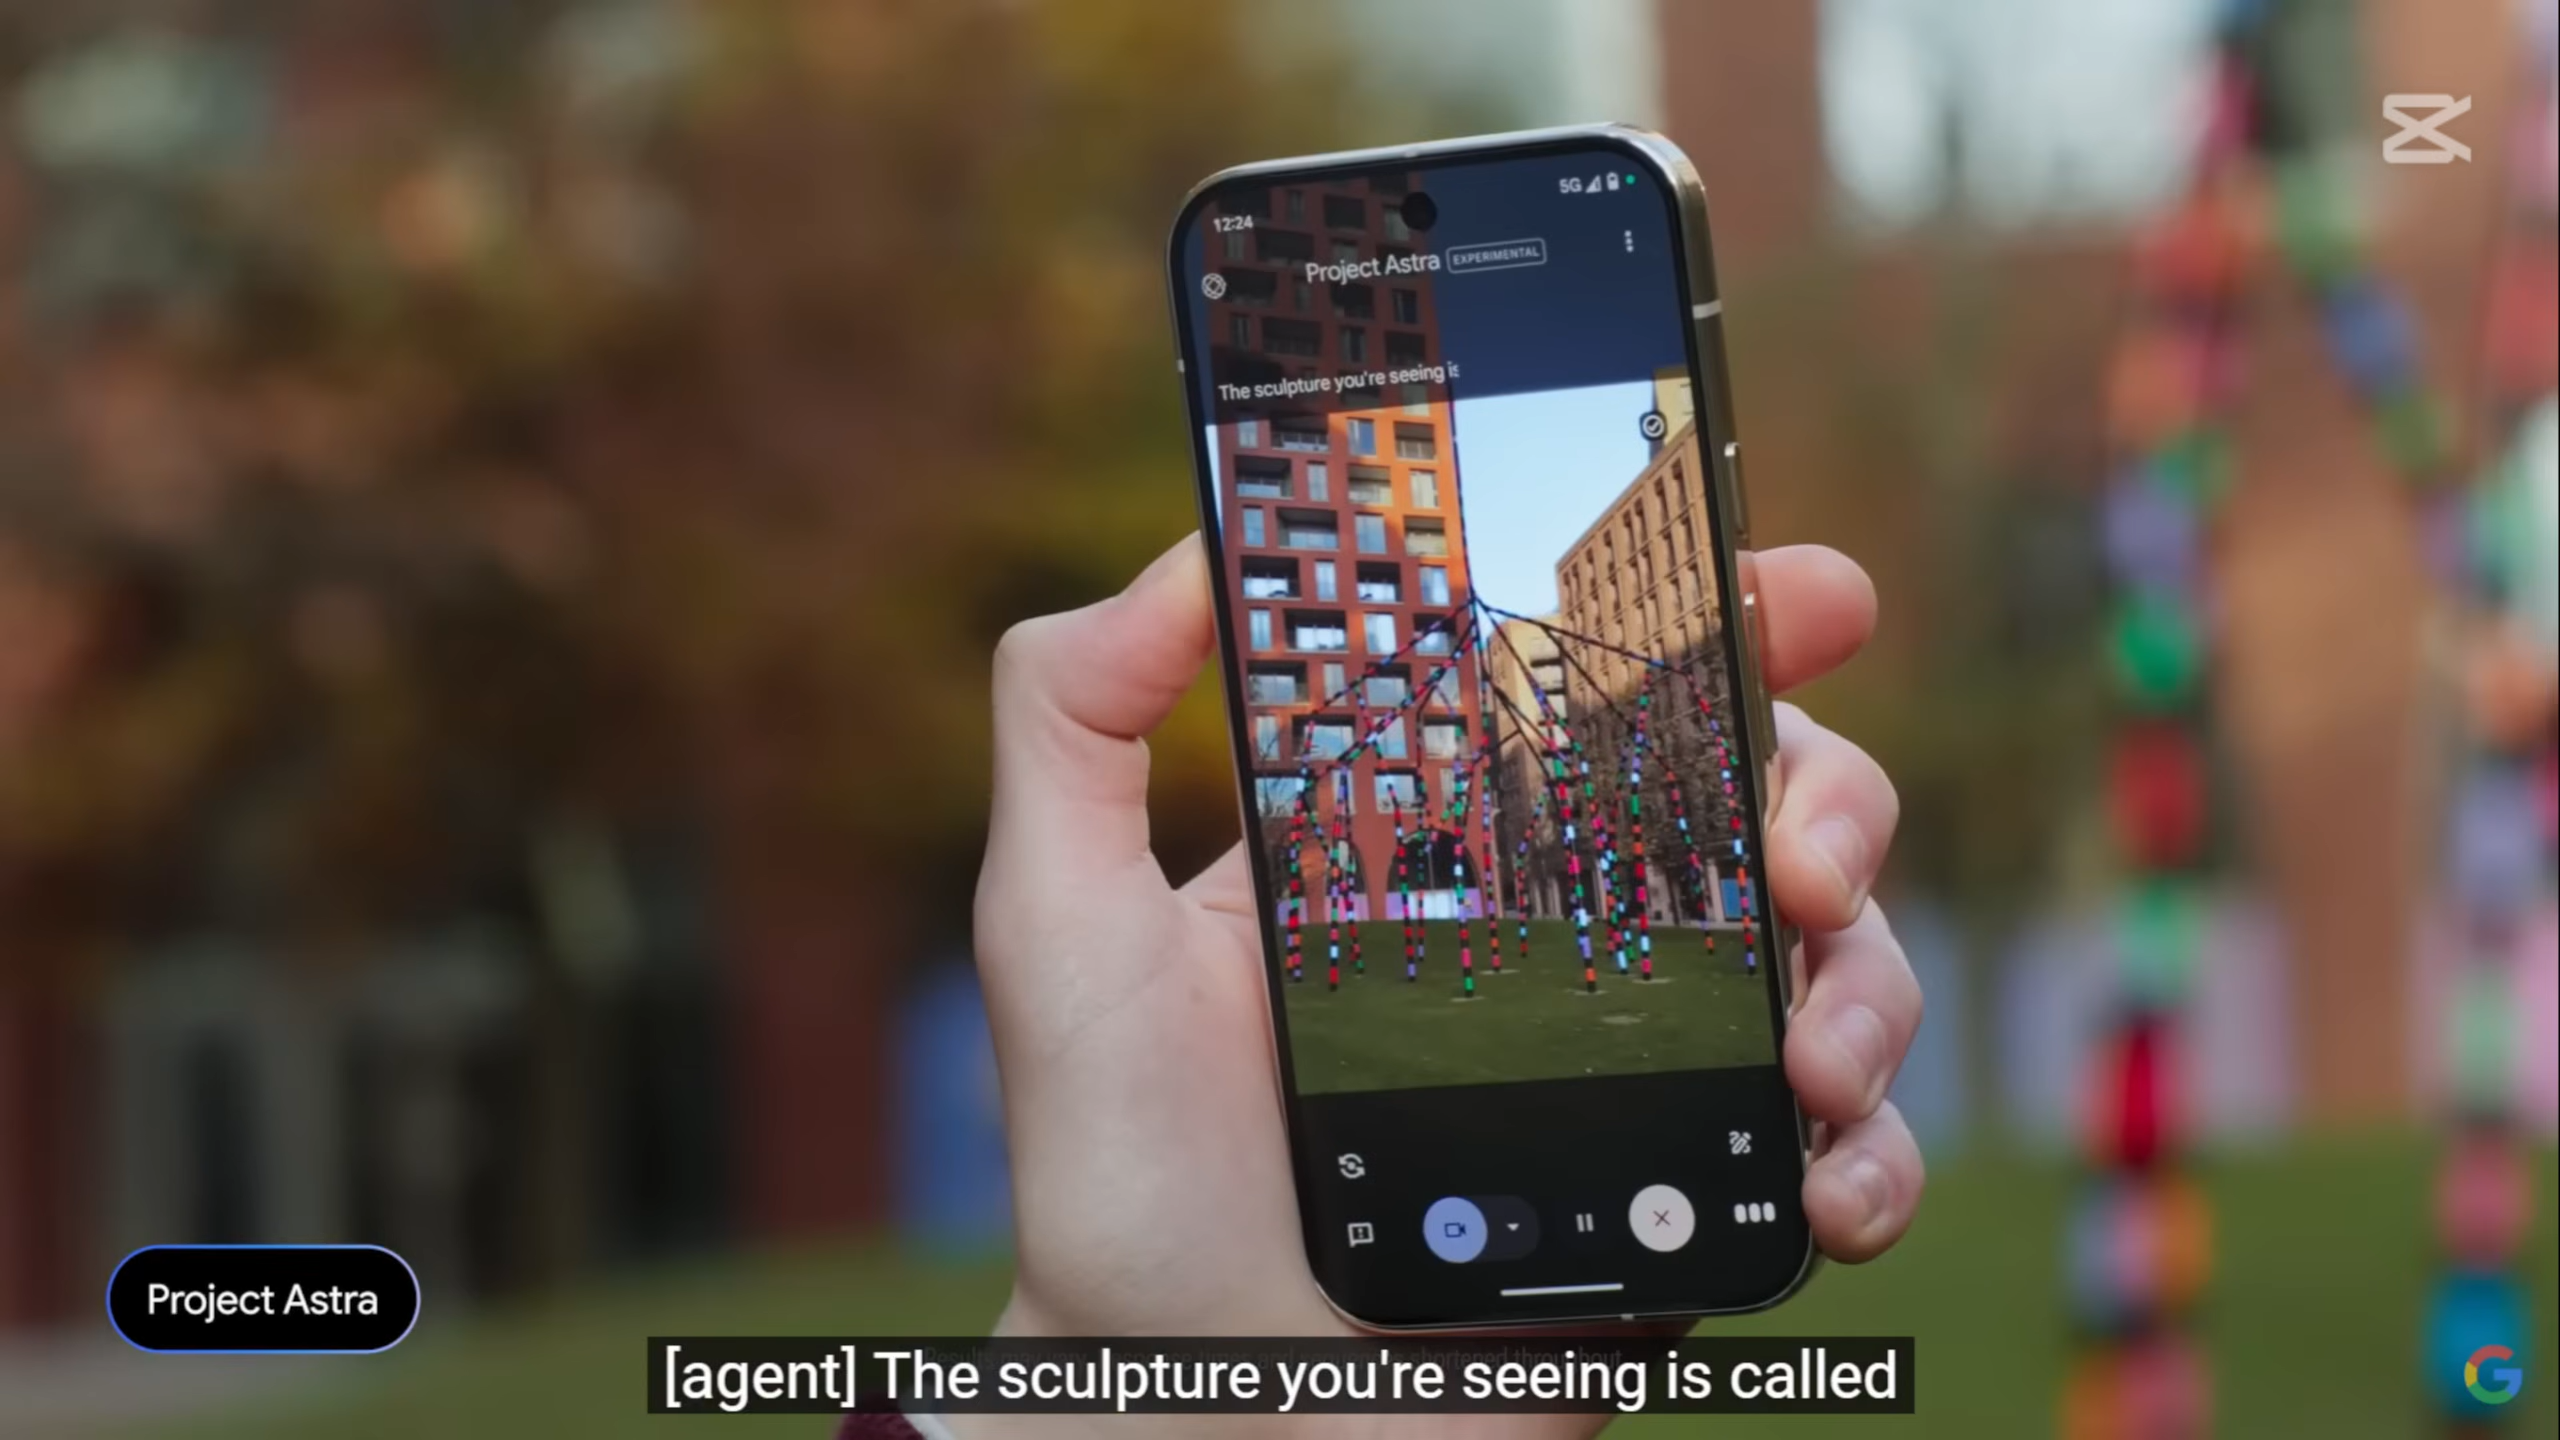 12:24
5G
Project Astra EXPERIMENTAL
The sculpture you're seeing is
Project Astra
[agent] The sculpture you're seeing is called